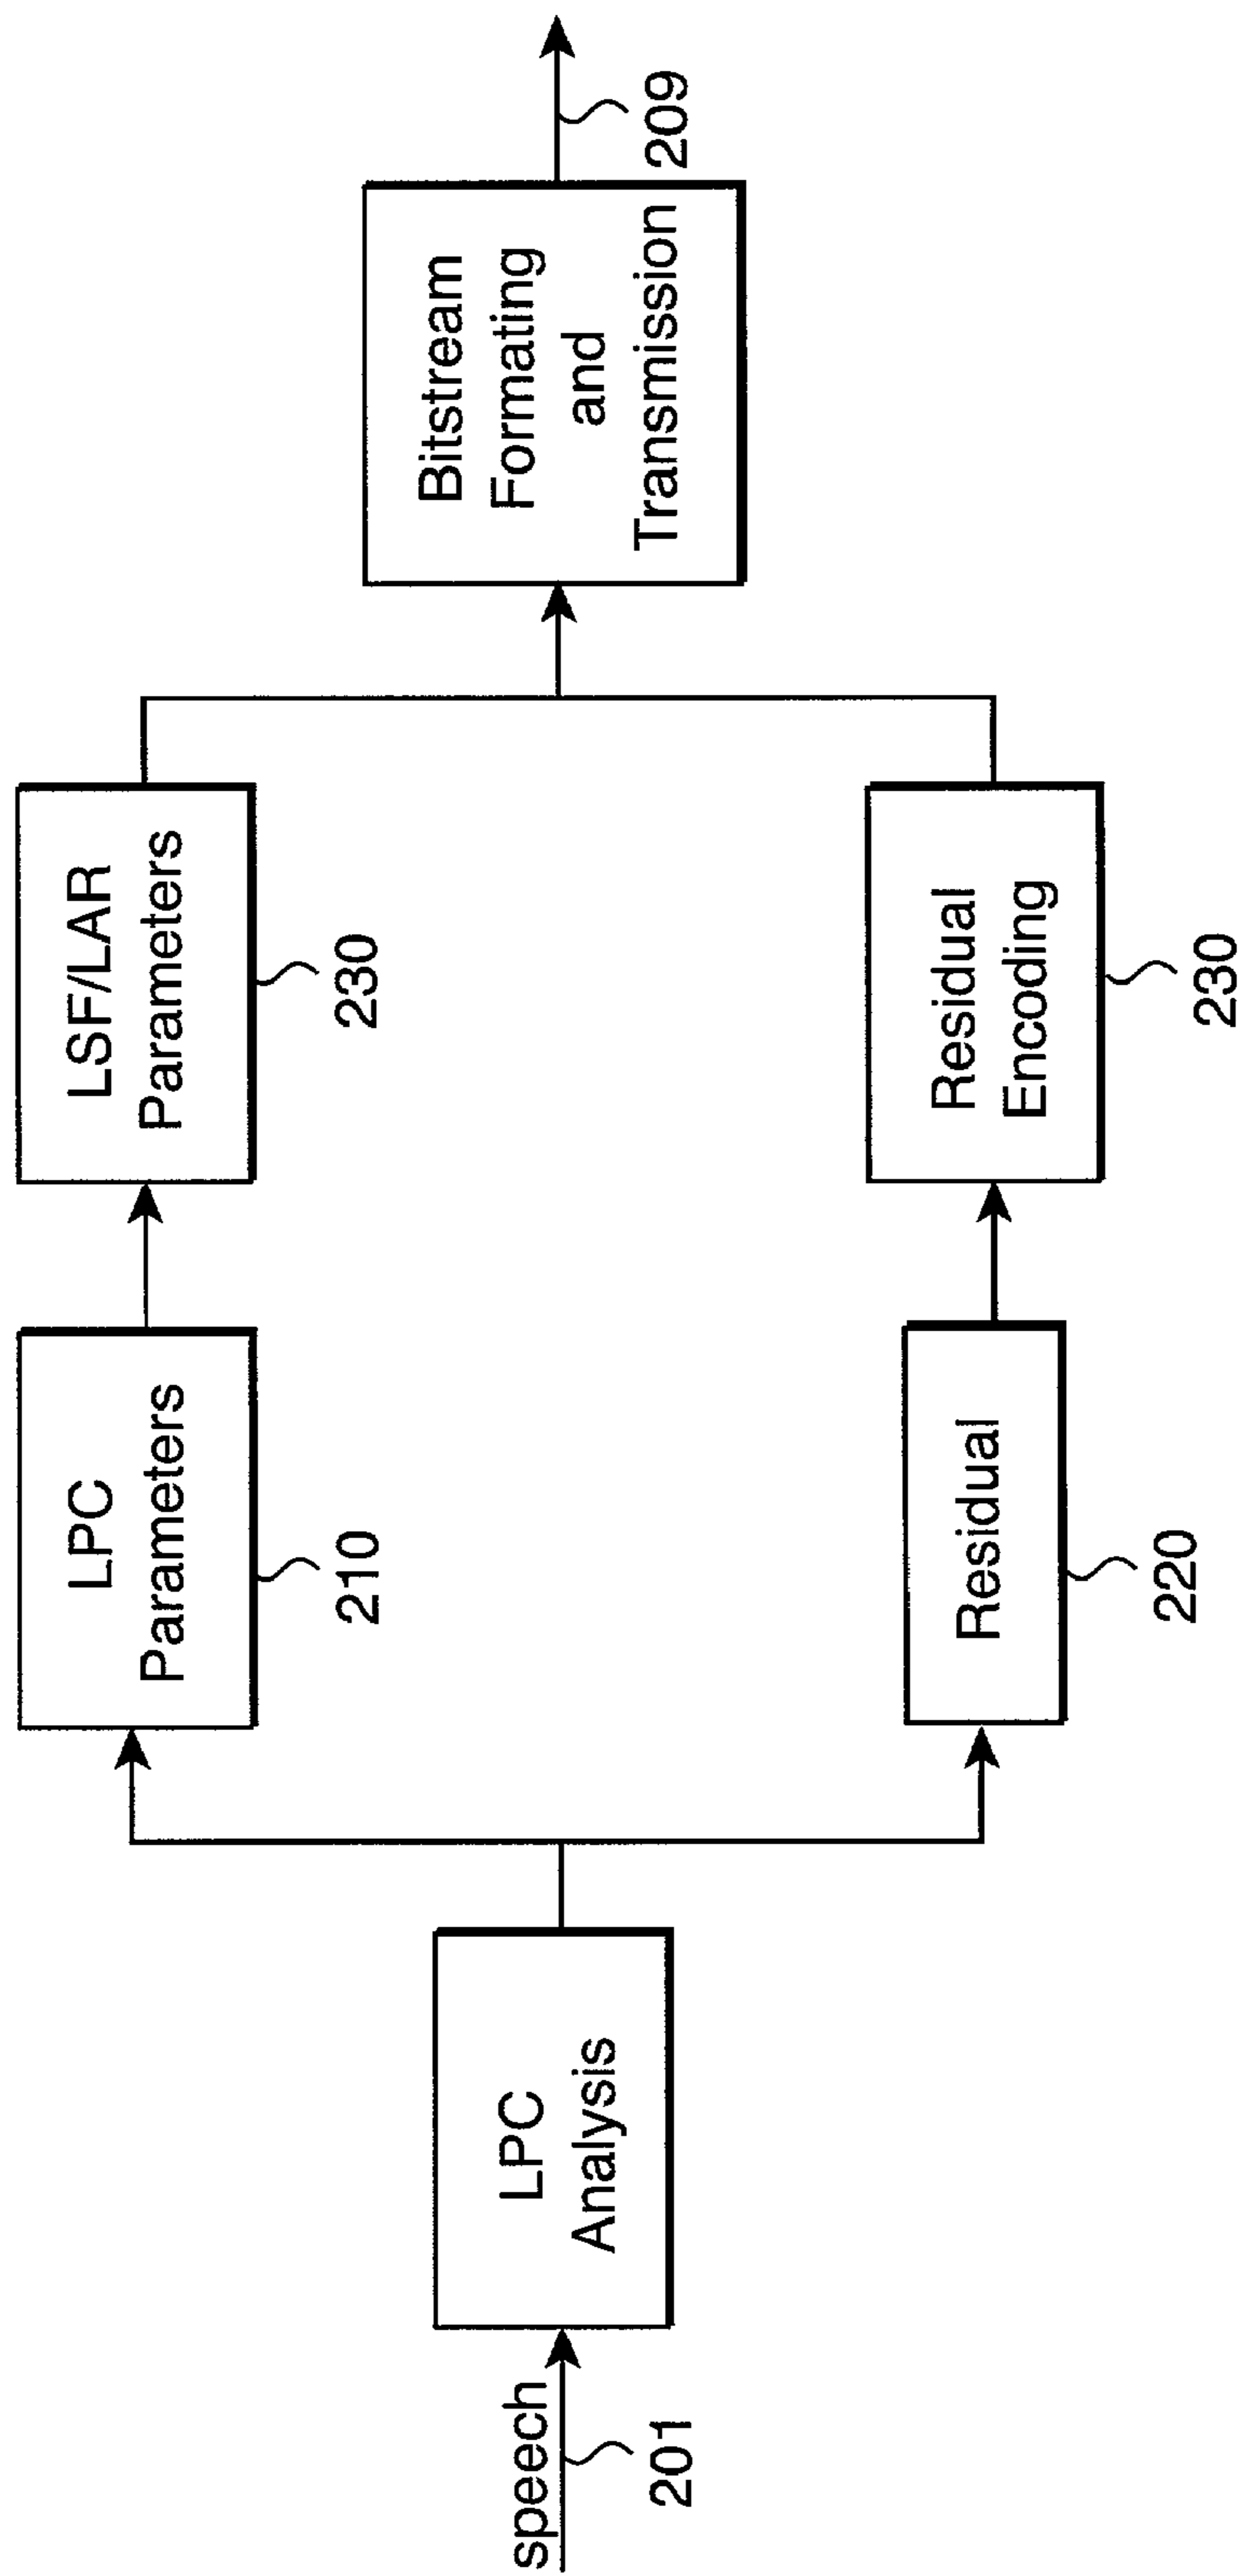 speech
201
LPC
Analysis
LPC
Parameters
210
Residual
220
LSF/LAR
Parameters
230
Residual
Encoding
230
Bitstream
Formating
and
Transmission
209